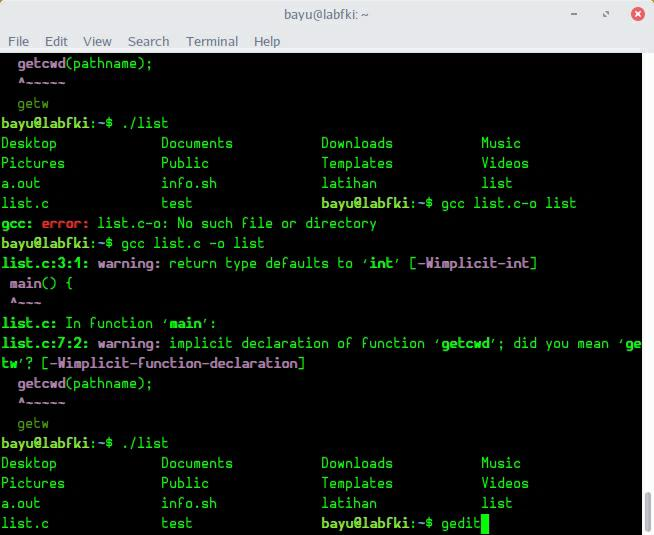 bayu@labfki: ~
File Edit View Search Terminal Help
getcwd(pathname);
^~~~~~
getw
bayu@labfki:~$ ./list
Desktop Documents Downloads Music
Pictures Public Templates Videos
a.out info.sh latihan list
list.c test bayu@labfki:~$ gcc list.c-o list
gcc: error: list.c-o: No such file or directory
bayu@labfki:~$ gcc list.c -o list
list.c:3:1: warning: return type defaults to ‘int’ [-Wimplicit-int]
main() {
^~~~
list.c: In function ‘main’:
list.c:7:2: warning: implicit declaration of function ‘getcwd’; did you mean ‘ge
tw’? [-Wimplicit-function-declaration]
getcwd(pathname);
^~~~~~
getw
bayu@labfki:~$ ./list
Desktop Documents Downloads Music
Pictures Public Templates Videos
a.out info.sh latihan list
list.c test bayu@labfki:~$ gedit